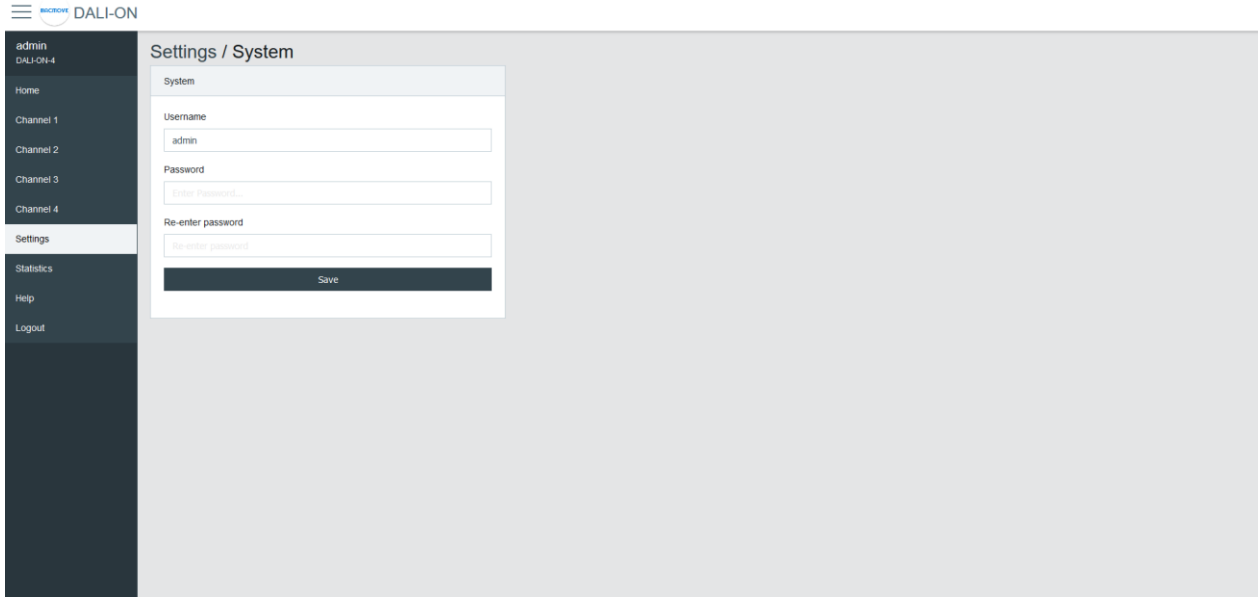 BACMOVE DALI-ON
admin
DALI-ON-4
Home
Channel 1
Channel 2
Channel 3
Channel 4
Settings
Statistics
Help
Logout
Settings / System
System
Username
admin
Password
Enter Password...
Re-enter password
Re-enter password
Save